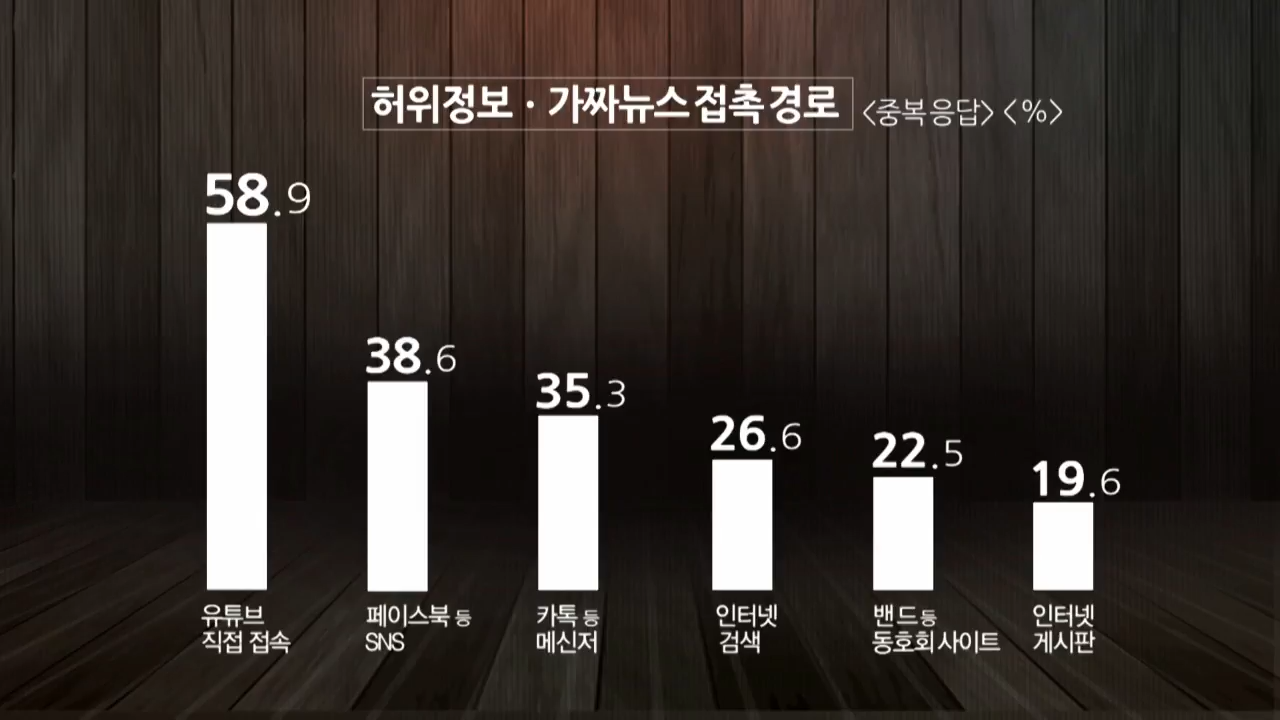 허위정보 · 가짜뉴스 접촉 경로 <중복 응답> <%>
58.9
38.6
35.3
26.6
22.5
19.6
유튜브
직접 접속
페이스북 등
SNS
카톡 등
메신저
인터넷
검색
밴드 등
동호회 사이트
인터넷
게시판